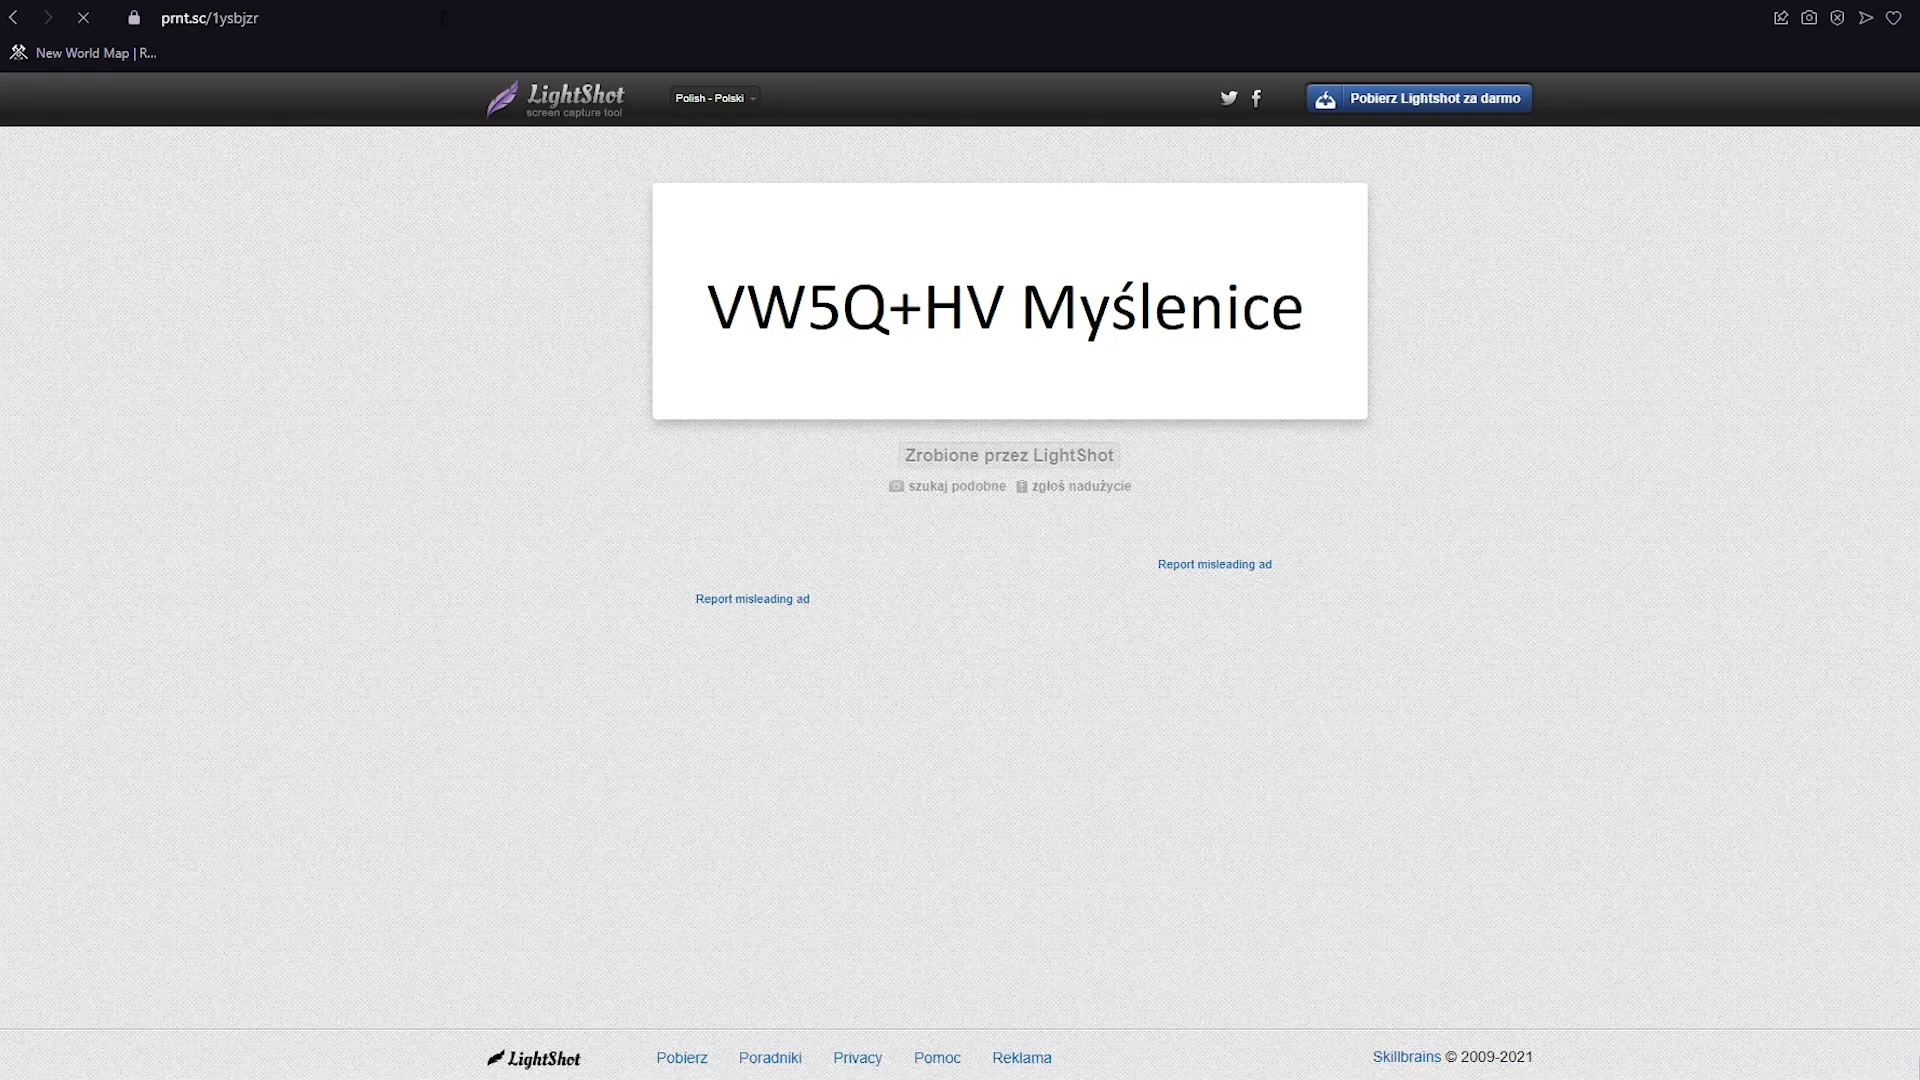 prnt.sc/1ysbjzr
New World Map | R...
LightShot
screen capture tool
Polish - Polski
Pobierz Lightshot za darmo
VW5Q+HV Myślenice
Zrobione przez LightShot
szukaj podobne zgłoś nadużycie
Report misleading ad
Report misleading ad
LightShot
Pobierz Poradniki Privacy Pomoc Reklama
Skillbrains © 2009-2021